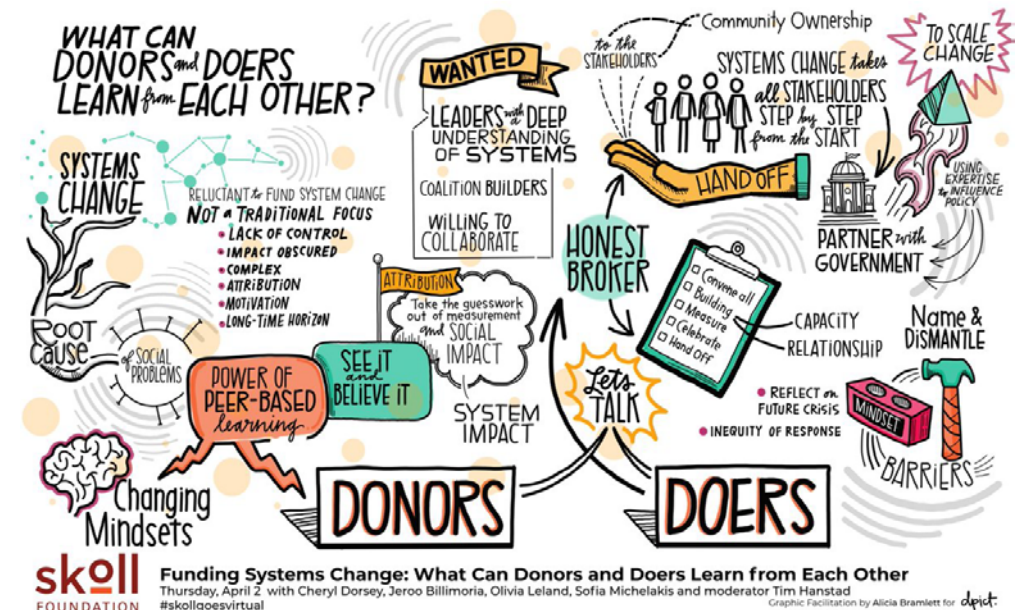 WHAT CAN
DONORS and DOERS
LEARN from EACH OTHER?
SYSTEMS
CHANGE
RELUCTANT to FUND SYSTEM CHANGE
NOT a TRADITIONAL FOCUS
• LACK OF CONTROL
• IMPACT OBSCURED
• COMPLEX
• ATTRIBUTION
• MOTIVATION
• LONG-TIME HORIZON
ROOT
Cause
of SOCIAL
PROBLEMS
WANTED
LEADERS with a DEEP
UNDERSTANDING
OF SYSTEMS
COALITION BUILDERS
WILLING TO
COLLABORATE
to the
STAKEHOLDERS
Community Ownership
SYSTEMS CHANGE takes
all STAKEHOLDERS
STEP by STEP
from the START
TO SCALE
CHANGE
HAND OFF
USING
EXPERTISE
to INFLUENCE
POLICY
PARTNER with
GOVERNMENT
HONEST
BROKER
Convene all
Building
Measure
Celebrate
Hand Off
CAPACITY
RELATIONSHIP
ATTRIBUTION
Take the guesswork
out of measurement
and SOCIAL
IMPACT
SYSTEM
IMPACT
POWER OF
PEER-BASED
learning
SEE IT
and
BELIEVE IT
Let's
TALK
• REFLECT on
FUTURE CRISIS
• INEQUITY OF RESPONSE
Name &
DISMANTLE
MINDSET
BARRIERS
Changing
Mindsets
DONORS
DOERS
skoll
FOUNDATION
Funding Systems Change: What Can Donors and Doers Learn from Each Other
Thursday, April 2 with Cheryl Dorsey, Jeroo Billimoria, Olivia Leland, Sofia Michelakis and moderator Tim Hanstad
#skollgoesvirtual
Graphic Facilitation by Alicia Bramlett for dpict.